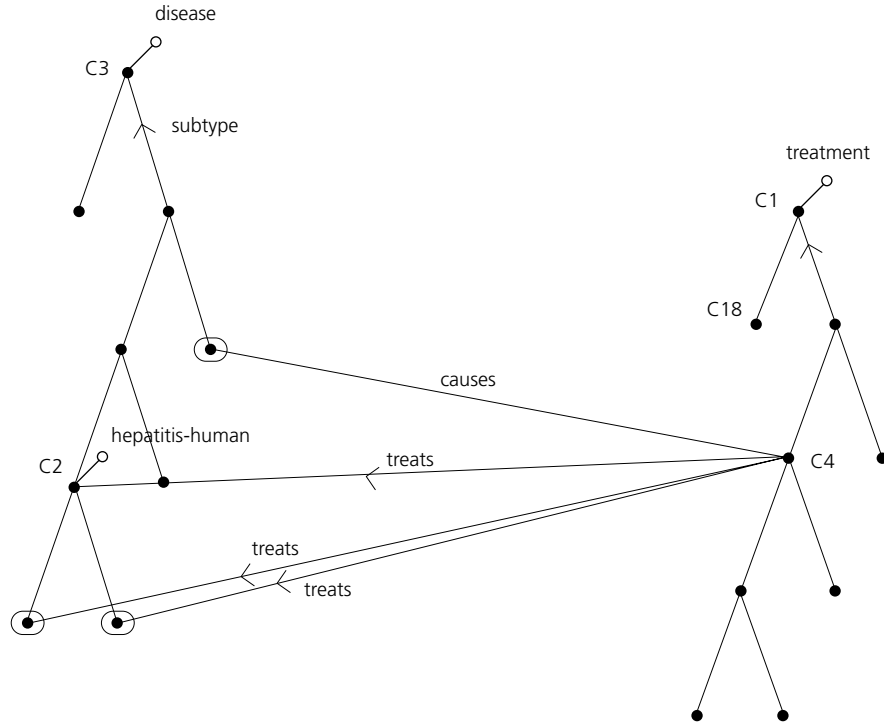 disease
C3
subtype
treatment
C1
C18
causes
hepatitis-human
C2
treats
C4
treats
treats